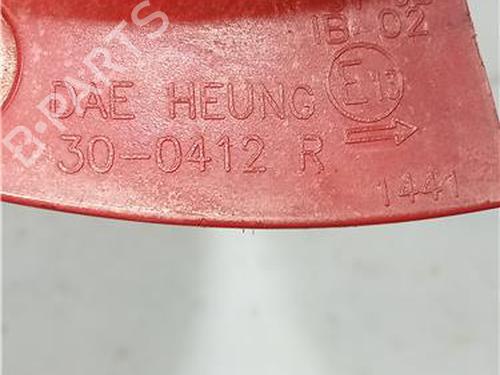 IB 02
DAE HEUNG E13
30-0412 R
1441
B-PARTS